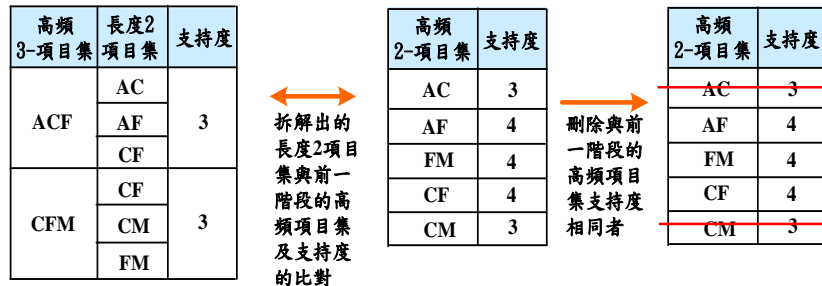 高頻
3-項目集
長度2
項目集
支持度
ACF
AC
AF
CF
3
CFM
CF
CM
FM
3
拆解出的
長度2項目
集與前一
階段的高
頻項目集
及支持度
的比對
高頻
2-項目集
支持度
AC 3
AF 4
FM 4
CF 4
CM 3
刪除與前
一階段的
高頻項目
集支持度
相同者
高頻
2-項目集
支持度
AC 3
AF 4
FM 4
CF 4
CM 3